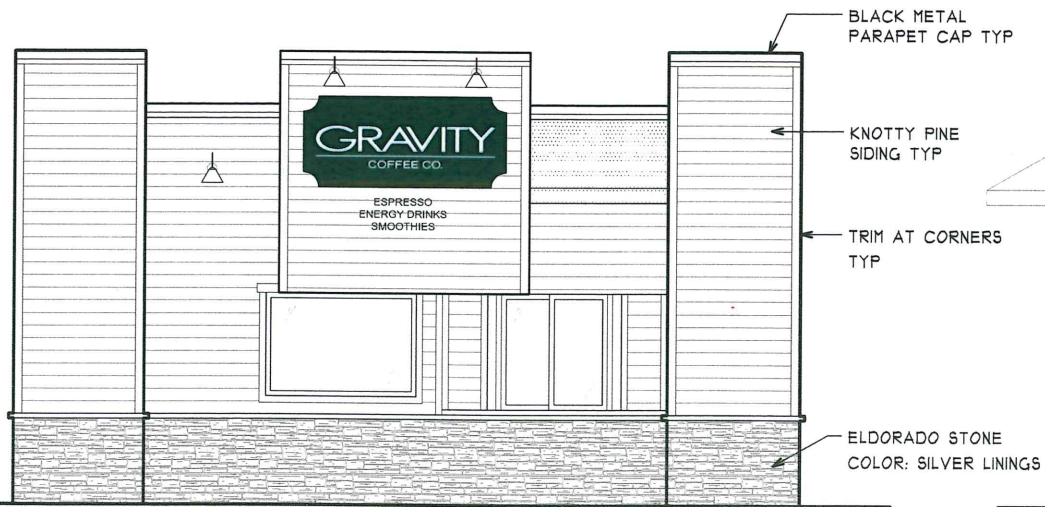 BLACK METAL
PARAPET CAP TYP
GRAVITY
COFFEE CO.
ESPRESSO
ENERGY DRINKS
SMOOTHIES
KNOTTY PINE
SIDING TYP
TRIM AT CORNERS
TYP
ELDORADO STONE
COLOR: SILVER LININGS